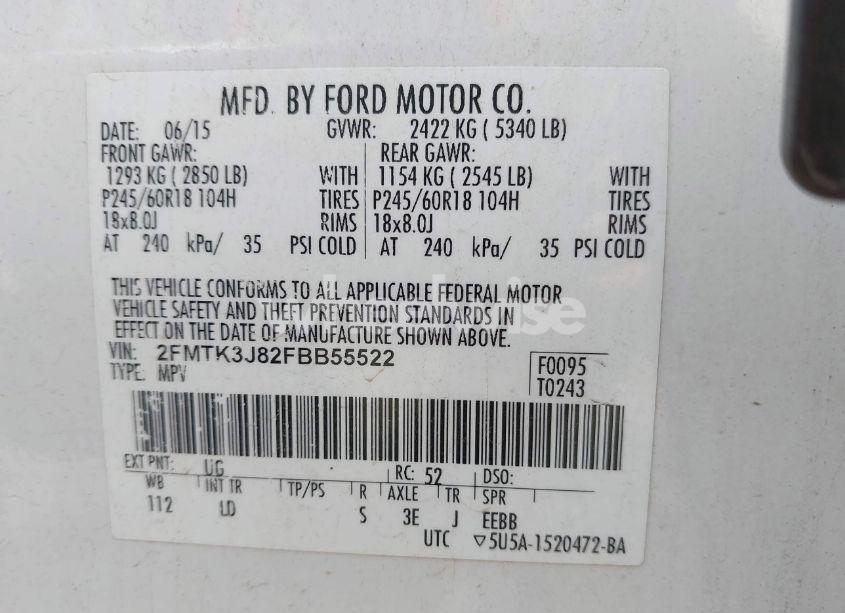 MFD. BY FORD MOTOR CO.
DATE: 06/15 GVWR: 2422 KG ( 5340 LB)
FRONT GAWR: REAR GAWR:
1293 KG ( 2850 LB) WITH 1154 KG ( 2545 LB) WITH
P245/60R18 104H TIRES P245/60R18 104H TIRES
18x8.0J RIMS 18x8.0J RIMS
AT 240 kPa/ 35 PSI COLD AT 240 kPa/ 35 PSI COLD
THIS VEHICLE CONFORMS TO ALL APPLICABLE FEDERAL MOTOR
VEHICLE SAFETY AND THEFT PREVENTION STANDARDS IN
EFFECT ON THE DATE OF MANUFACTURE SHOWN ABOVE.
VIN: 2FMTK3J82FBB55522 F0095
TYPE: MPV T0243
EXT PNT: UG RC: 52 DSO:
WB INT TR TP/PS R AXLE TR SPR
112 LD S 3E J EEBB
UTC ▽5U5A-1520472-BA